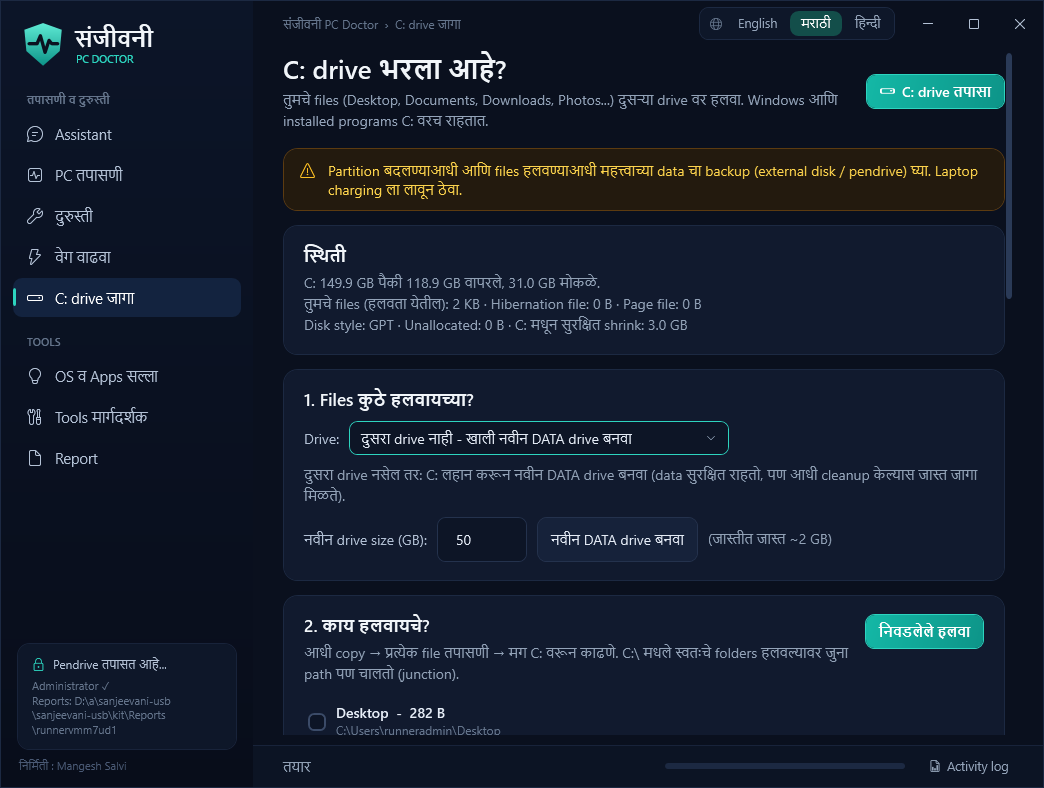 संजीवनी
PC DOCTOR
तपासणी व दुरुस्ती
Assistant
PC तपासणी
दुरुस्ती
वेग वाढवा
C: drive जागा
TOOLS
OS व Apps सल्ला
Tools मार्गदर्शक
Report
Pendrive तपासत आहे...
Administrator ✓
Reports: D:\a\sanjeevani-usb
\sanjeevani-usb\kit\Reports
\runnervmm7ud1
निर्मिती : Mangesh Salvi
संजीवनी PC Doctor › C: drive जागा
English मराठी हिन्दी
C: drive भरला आहे?
तुमचे files (Desktop, Documents, Downloads, Photos...) दुसऱ्या drive वर हलवा. Windows आणि
installed programs C: वरच राहतात.
C: drive तपासा
Partition बदलण्याआधी आणि files हलवण्याआधी महत्त्वाच्या data चा backup (external disk / pendrive) घ्या. Laptop
charging ला लावून ठेवा.
स्थिती
C: 149.9 GB पैकी 118.9 GB वापरले, 31.0 GB मोकळे.
तुमचे files (हलवता येतील): 2 KB · Hibernation file: 0 B · Page file: 0 B
Disk style: GPT · Unallocated: 0 B · C: मधून सुरक्षित shrink: 3.0 GB
1. Files कुठे हलवायच्या?
Drive: दुसरा drive नाही - खाली नवीन DATA drive बनवा
दुसरा drive नसेल तर: C: लहान करून नवीन DATA drive बनवा (data सुरक्षित राहतो, पण आधी cleanup केल्यास जास्त जागा
मिळते).
नवीन drive size (GB): 50 नवीन DATA drive बनवा (जास्तीत जास्त ~2 GB)
2. काय हलवायचे?
आधी copy → प्रत्येक file तपासणी → मग C: वरून काढणे. C:\ मधले स्वतःचे folders हलवल्यावर जुना
path पण चालतो (junction).
निवडलेले हलवा
Desktop - 282 B
C:\Users\runneradmin\Desktop
तयार
Activity log